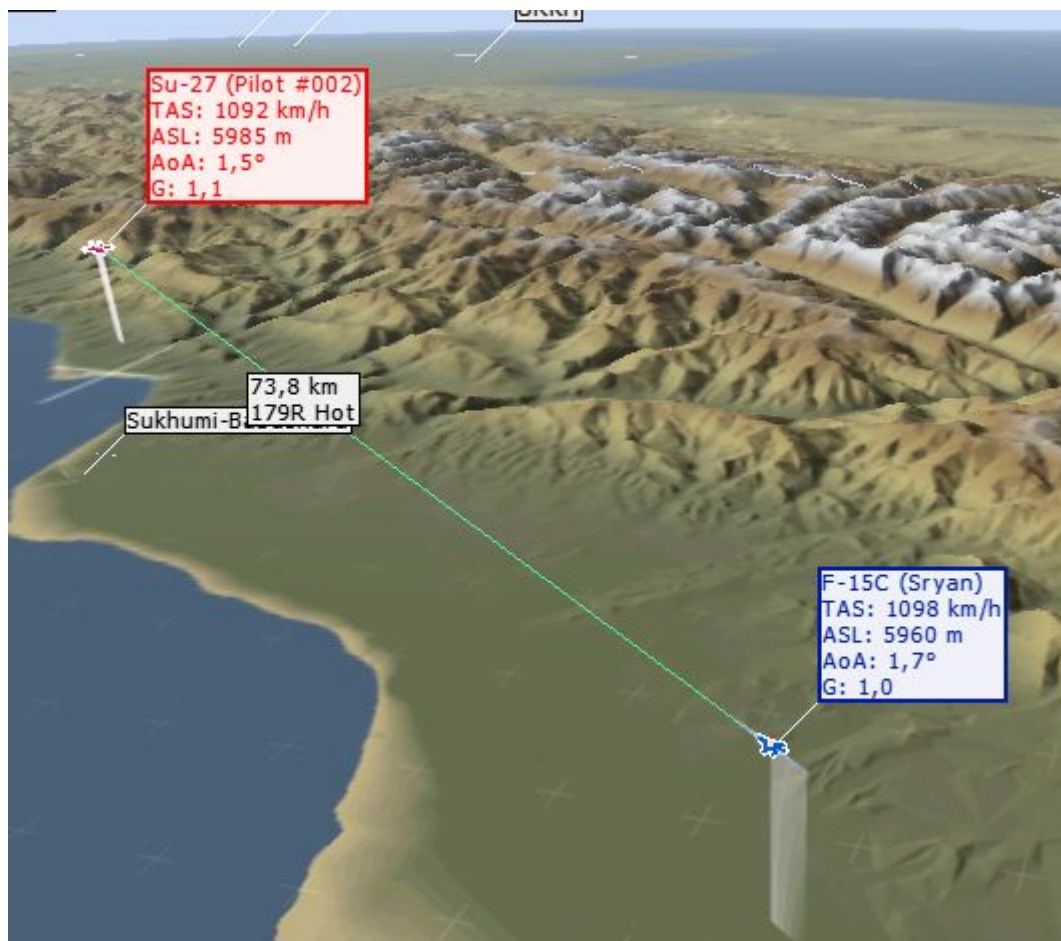 Su-27 (Pilot #002)
TAS: 1092 km/h
ASL: 5985 m
AoA: 1,5°
G: 1,1
73,8 km
179R Hot
F-15C (Sryan)
TAS: 1098 km/h
ASL: 5960 m
AoA: 1,7°
G: 1,0